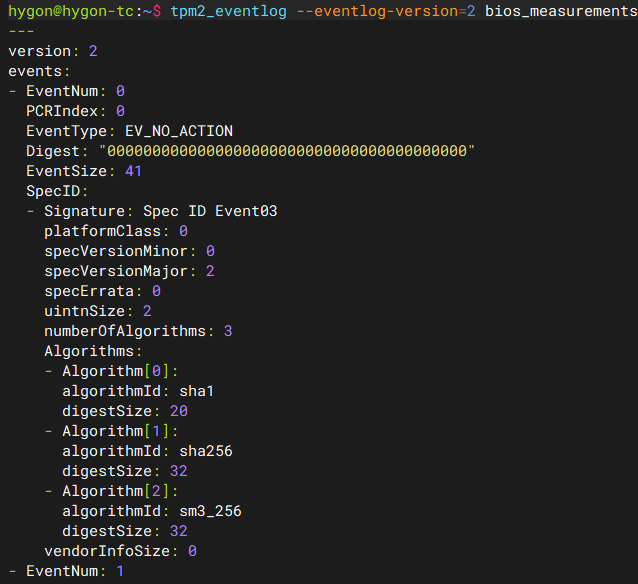 hygon@hygon-tc:~$ tpm2_eventlog --eventlog-version=2 bios_measurements
---
version: 2
events:
- EventNum: 0
  PCRIndex: 0
  EventType: EV_NO_ACTION
  Digest: "0000000000000000000000000000000000000000"
  EventSize: 41
  SpecID:
  - Signature: Spec ID Event03
    platformClass: 0
    specVersionMinor: 0
    specVersionMajor: 2
    specErrata: 0
    uintnSize: 2
    numberOfAlgorithms: 3
    Algorithms:
    - Algorithm[0]:
      algorithmId: sha1
      digestSize: 20
    - Algorithm[1]:
      algorithmId: sha256
      digestSize: 32
    - Algorithm[2]:
      algorithmId: sm3_256
      digestSize: 32
    vendorInfoSize: 0
- EventNum: 1